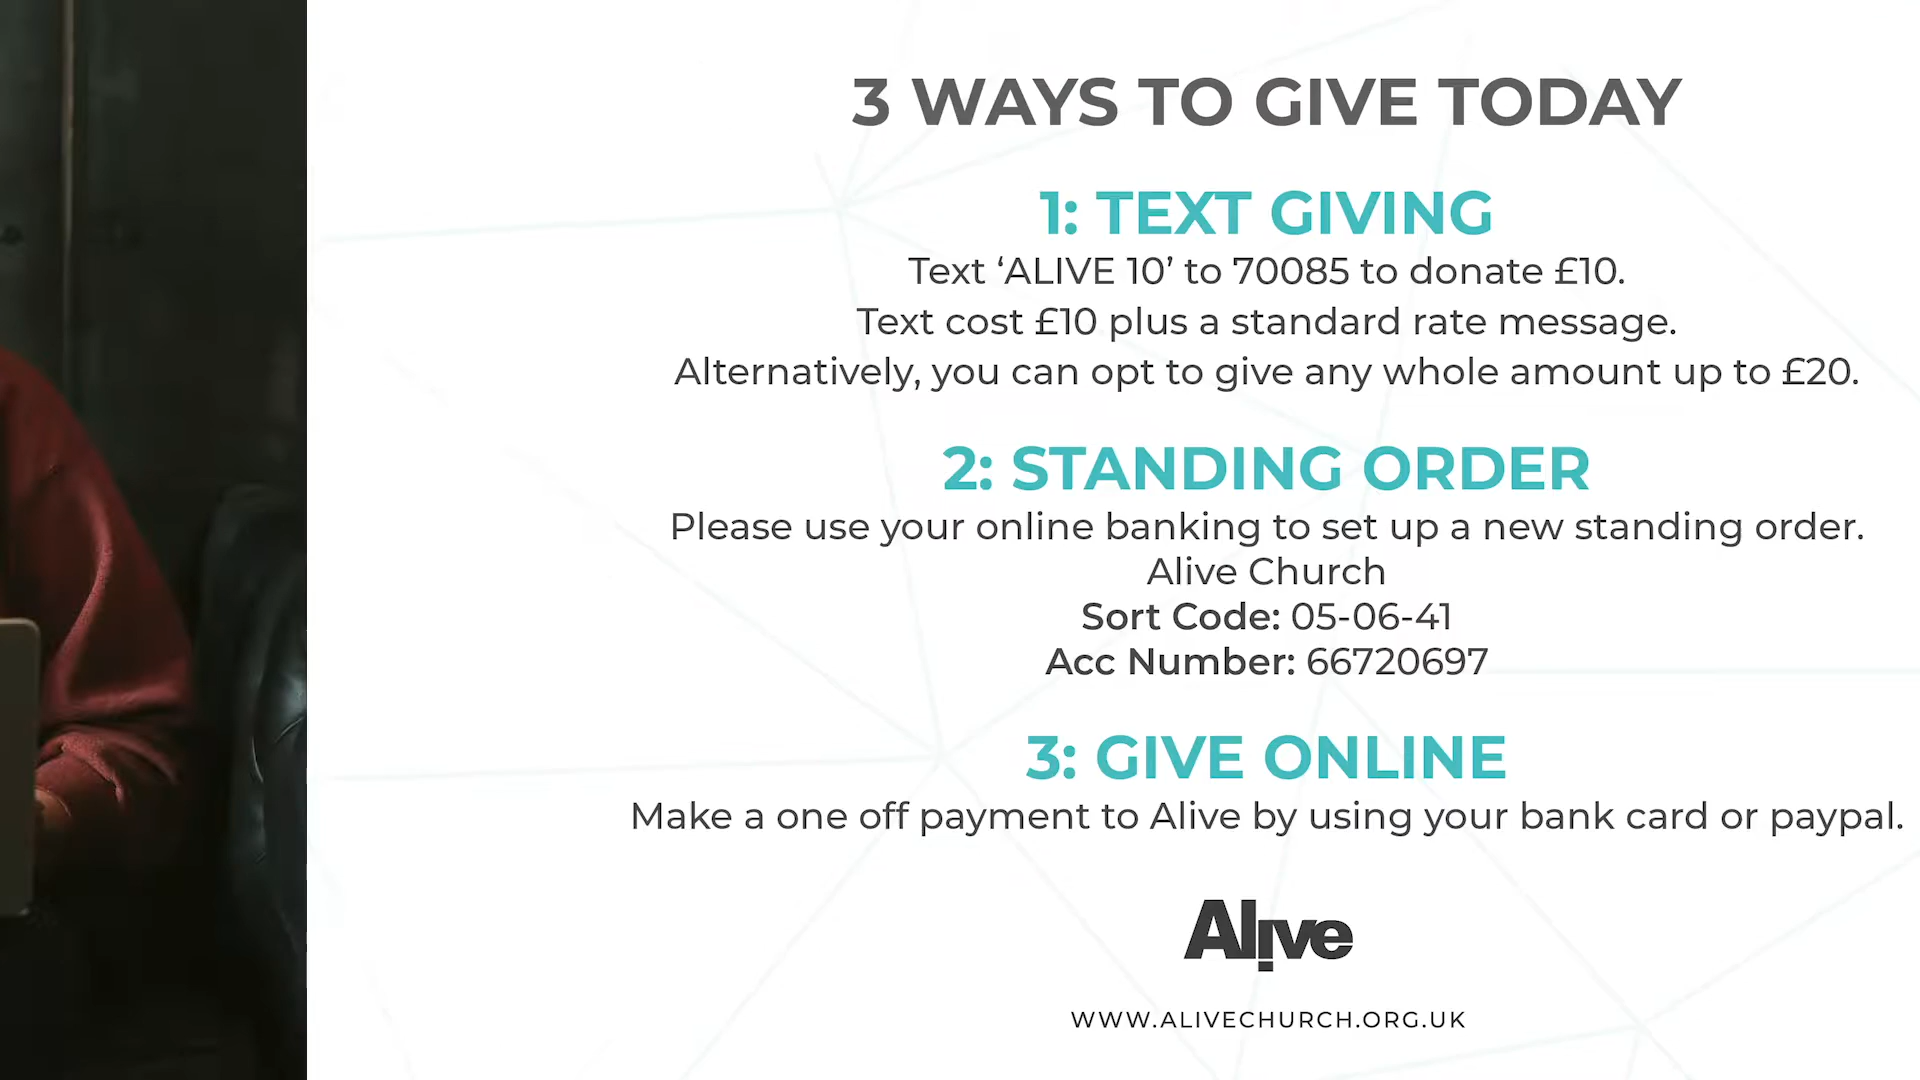 3 WAYS TO GIVE TODAY
1: TEXT GIVING
Text ‘ALIVE 10’ to 70085 to donate £10.
Text cost £10 plus a standard rate message.
Alternatively, you can opt to give any whole amount up to £20.
2: STANDING ORDER
Please use your online banking to set up a new standing order.
Alive Church
Sort Code: 05-06-41
Acc Number: 66720697
3: GIVE ONLINE
Make a one off payment to Alive by using your bank card or paypal.
Alive
WWW.ALIVECHURCH.ORG.UK